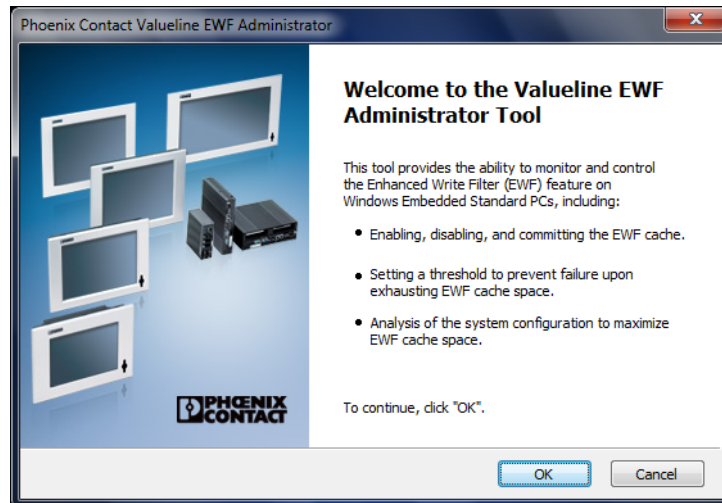 Phoenix Contact Valueline EWF Administrator
Welcome to the Valueline EWF
Administrator Tool
This tool provides the ability to monitor and control
the Enhanced Write Filter (EWF) feature on
Windows Embedded Standard PCs, including:
• Enabling, disabling, and committing the EWF cache.
• Setting a threshold to prevent failure upon
exhausting EWF cache space.
• Analysis of the system configuration to maximize
EWF cache space.
PHŒNIX
CONTACT
To continue, click "OK".
OK
Cancel